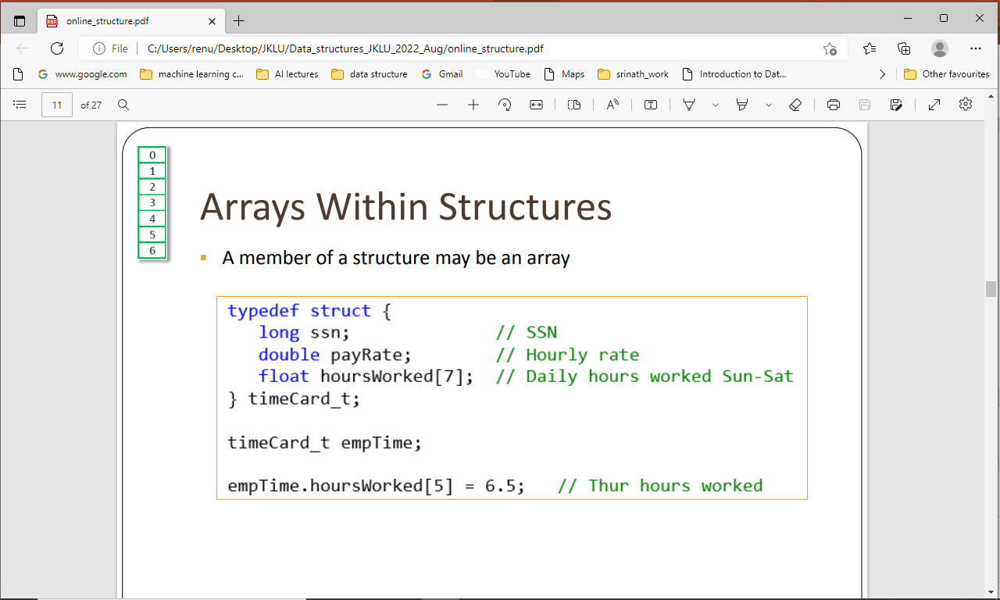 online_structure.pdf
File C:/Users/renu/Desktop/JKLU/Data_structures_JKLU_2022_Aug/online_structure.pdf
www.google.com machine learning c... AI lectures data structure Gmail YouTube Maps srinath_work Introduction to Dat... Other favourites
11 of 27
0
1
2
3
4
5
6
Arrays Within Structures
A member of a structure may be an array
typedef struct {
long ssn; // SSN
double payRate; // Hourly rate
float hoursWorked[7]; // Daily hours worked Sun-Sat
} timeCard_t;
timeCard_t empTime;
empTime.hoursWorked[5] = 6.5; // Thur hours worked